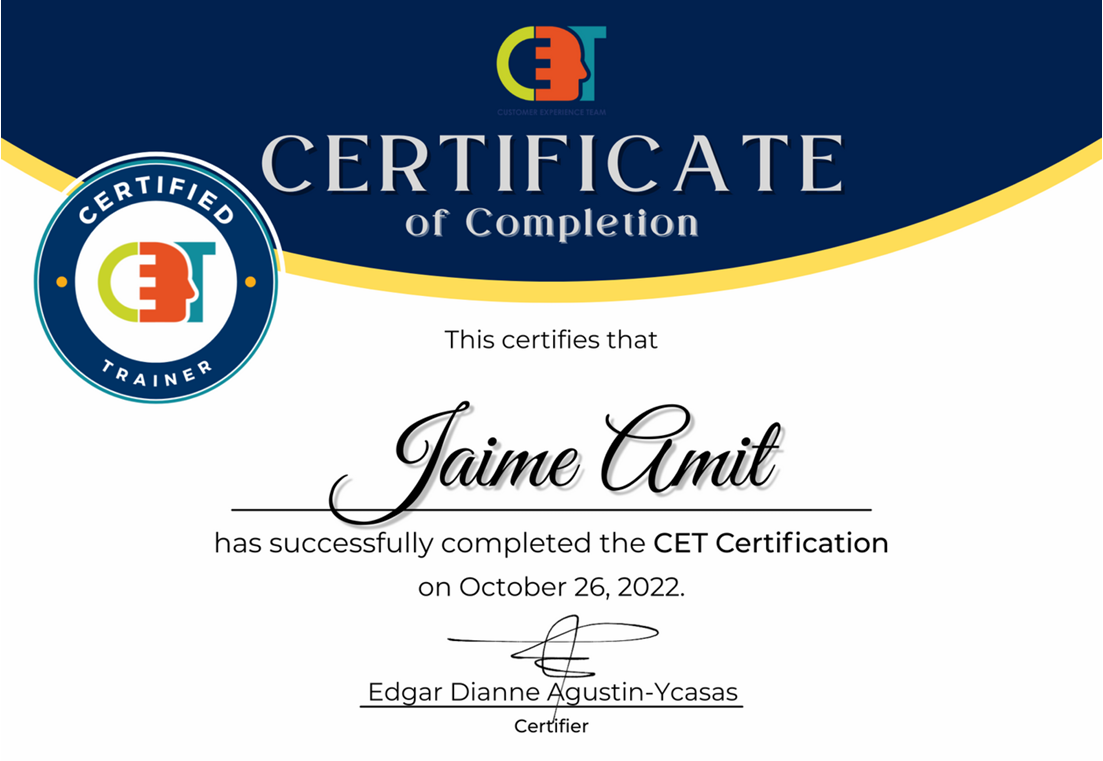 CET
CUSTOMER EXPERIENCE TEAM
CERTIFICATE
of Completion
CERTIFIED
CET
TRAINER
This certifies that
Jaime Amit
has successfully completed the CET Certification
on October 26, 2022.
Edgar Dianne Agustin-Ycasas
Certifier